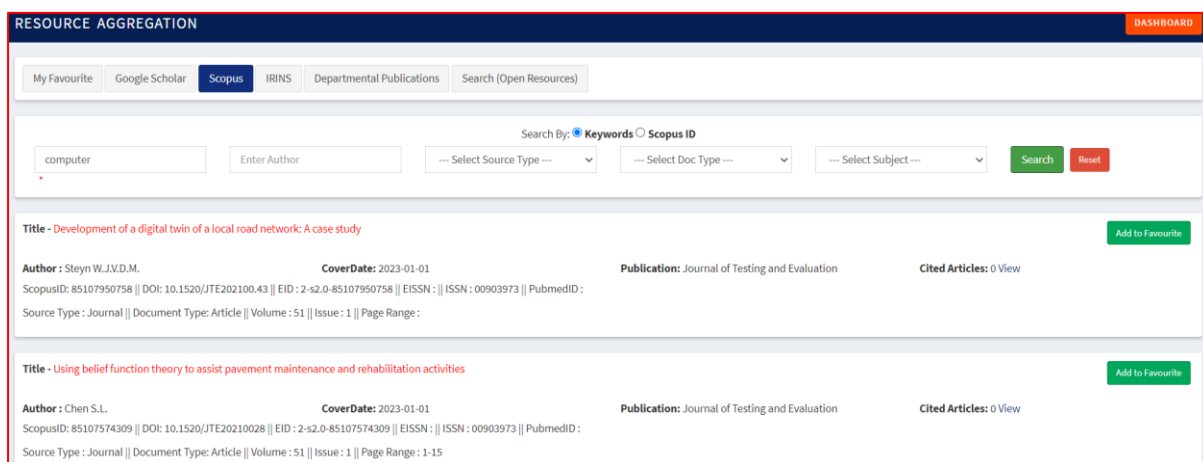 RESOURCE AGGREGATION DASHBOARD
My Favourite Google Scholar Scopus IRINS Departmental Publications Search (Open Resources)
Search By: Keywords Scopus ID
computer Enter Author --- Select Source Type --- --- Select Doc Type --- --- Select Subject --- Search Reset
*
Title - Development of a digital twin of a local road network: A case study Add to Favourite
Author : Steyn W.J.V.D.M. CoverDate: 2023-01-01 Publication: Journal of Testing and Evaluation Cited Articles: 0 View
ScopusID: 85107950758 || DOI: 10.1520/JTE202100.43 || EID : 2-s2.0-85107950758 || EISSN : || ISSN : 00903973 || PubmedID :
Source Type : Journal || Document Type: Article || Volume : 51 || Issue : 1 || Page Range :
Title - Using belief function theory to assist pavement maintenance and rehabilitation activities Add to Favourite
Author : Chen S.L. CoverDate: 2023-01-01 Publication: Journal of Testing and Evaluation Cited Articles: 0 View
ScopusID: 85107574309 || DOI: 10.1520/JTE20210028 || EID : 2-s2.0-85107574309 || EISSN : || ISSN : 00903973 || PubmedID :
Source Type : Journal || Document Type: Article || Volume : 51 || Issue : 1 || Page Range : 1-15